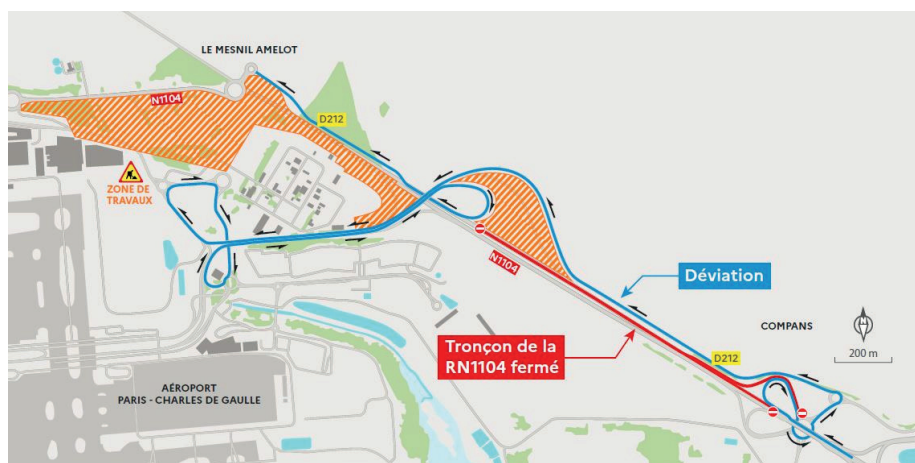 LE MESNIL AMELOT
N1104
D212
ZONE DE
TRAVAUX
N1104
Déviation
COMPANS
Tronçon de la
RN1104 fermé
D212
200 m
AÉROPORT
PARIS - CHARLES DE GAULLE